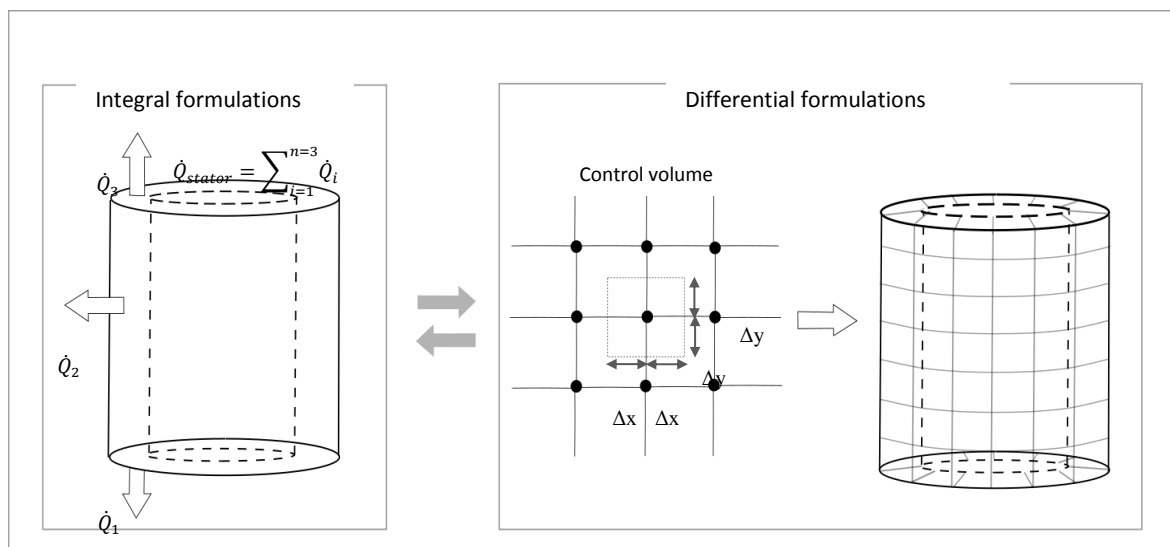 Integral formulations
Q̇_stator = ∑_{i=1}^{n=3} Q̇_i
Q̇_3
Q̇_2
Q̇_1
Differential formulations
Control volume
Δy
Δy
Δx Δx